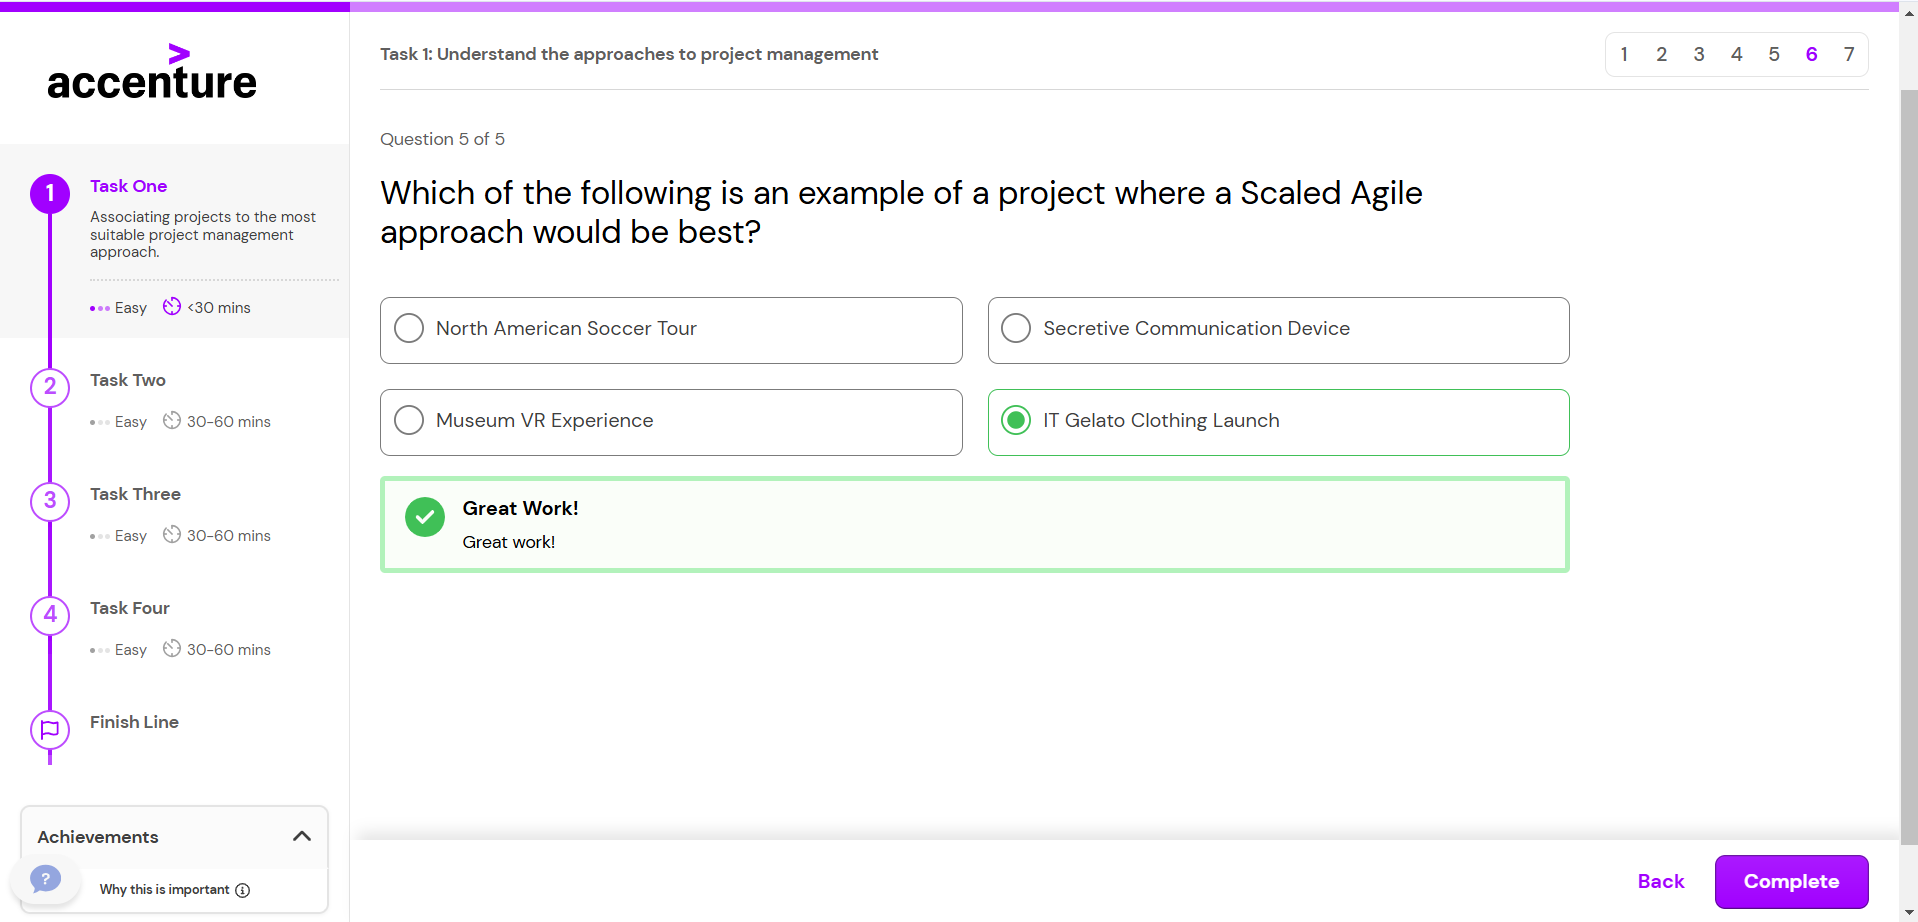 accenture
Task 1: Understand the approaches to project management
1 2 3 4 5 6 7
1
Task One
Associating projects to the most
suitable project management
approach.
Easy <30 mins
2
Task Two
Easy 30-60 mins
3
Task Three
Easy 30-60 mins
4
Task Four
Easy 30-60 mins
Finish Line
Achievements
?
Why this is important
Question 5 of 5
Which of the following is an example of a project where a Scaled Agile
approach would be best?
North American Soccer Tour
Secretive Communication Device
Museum VR Experience
IT Gelato Clothing Launch
Great Work!
Great work!
Back
Complete